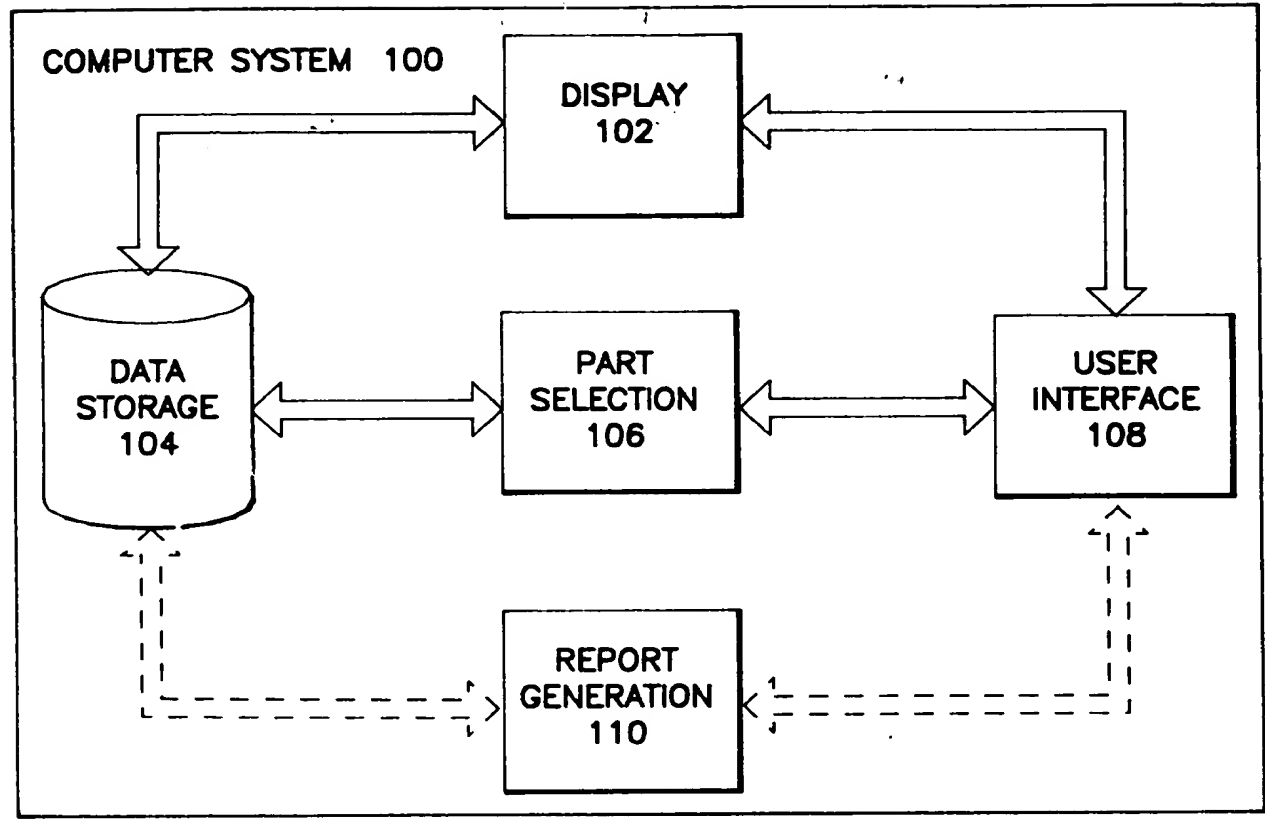 COMPUTER SYSTEM 100
DISPLAY
102
DATA
STORAGE
104
PART
SELECTION
106
USER
INTERFACE
108
REPORT
GENERATION
110